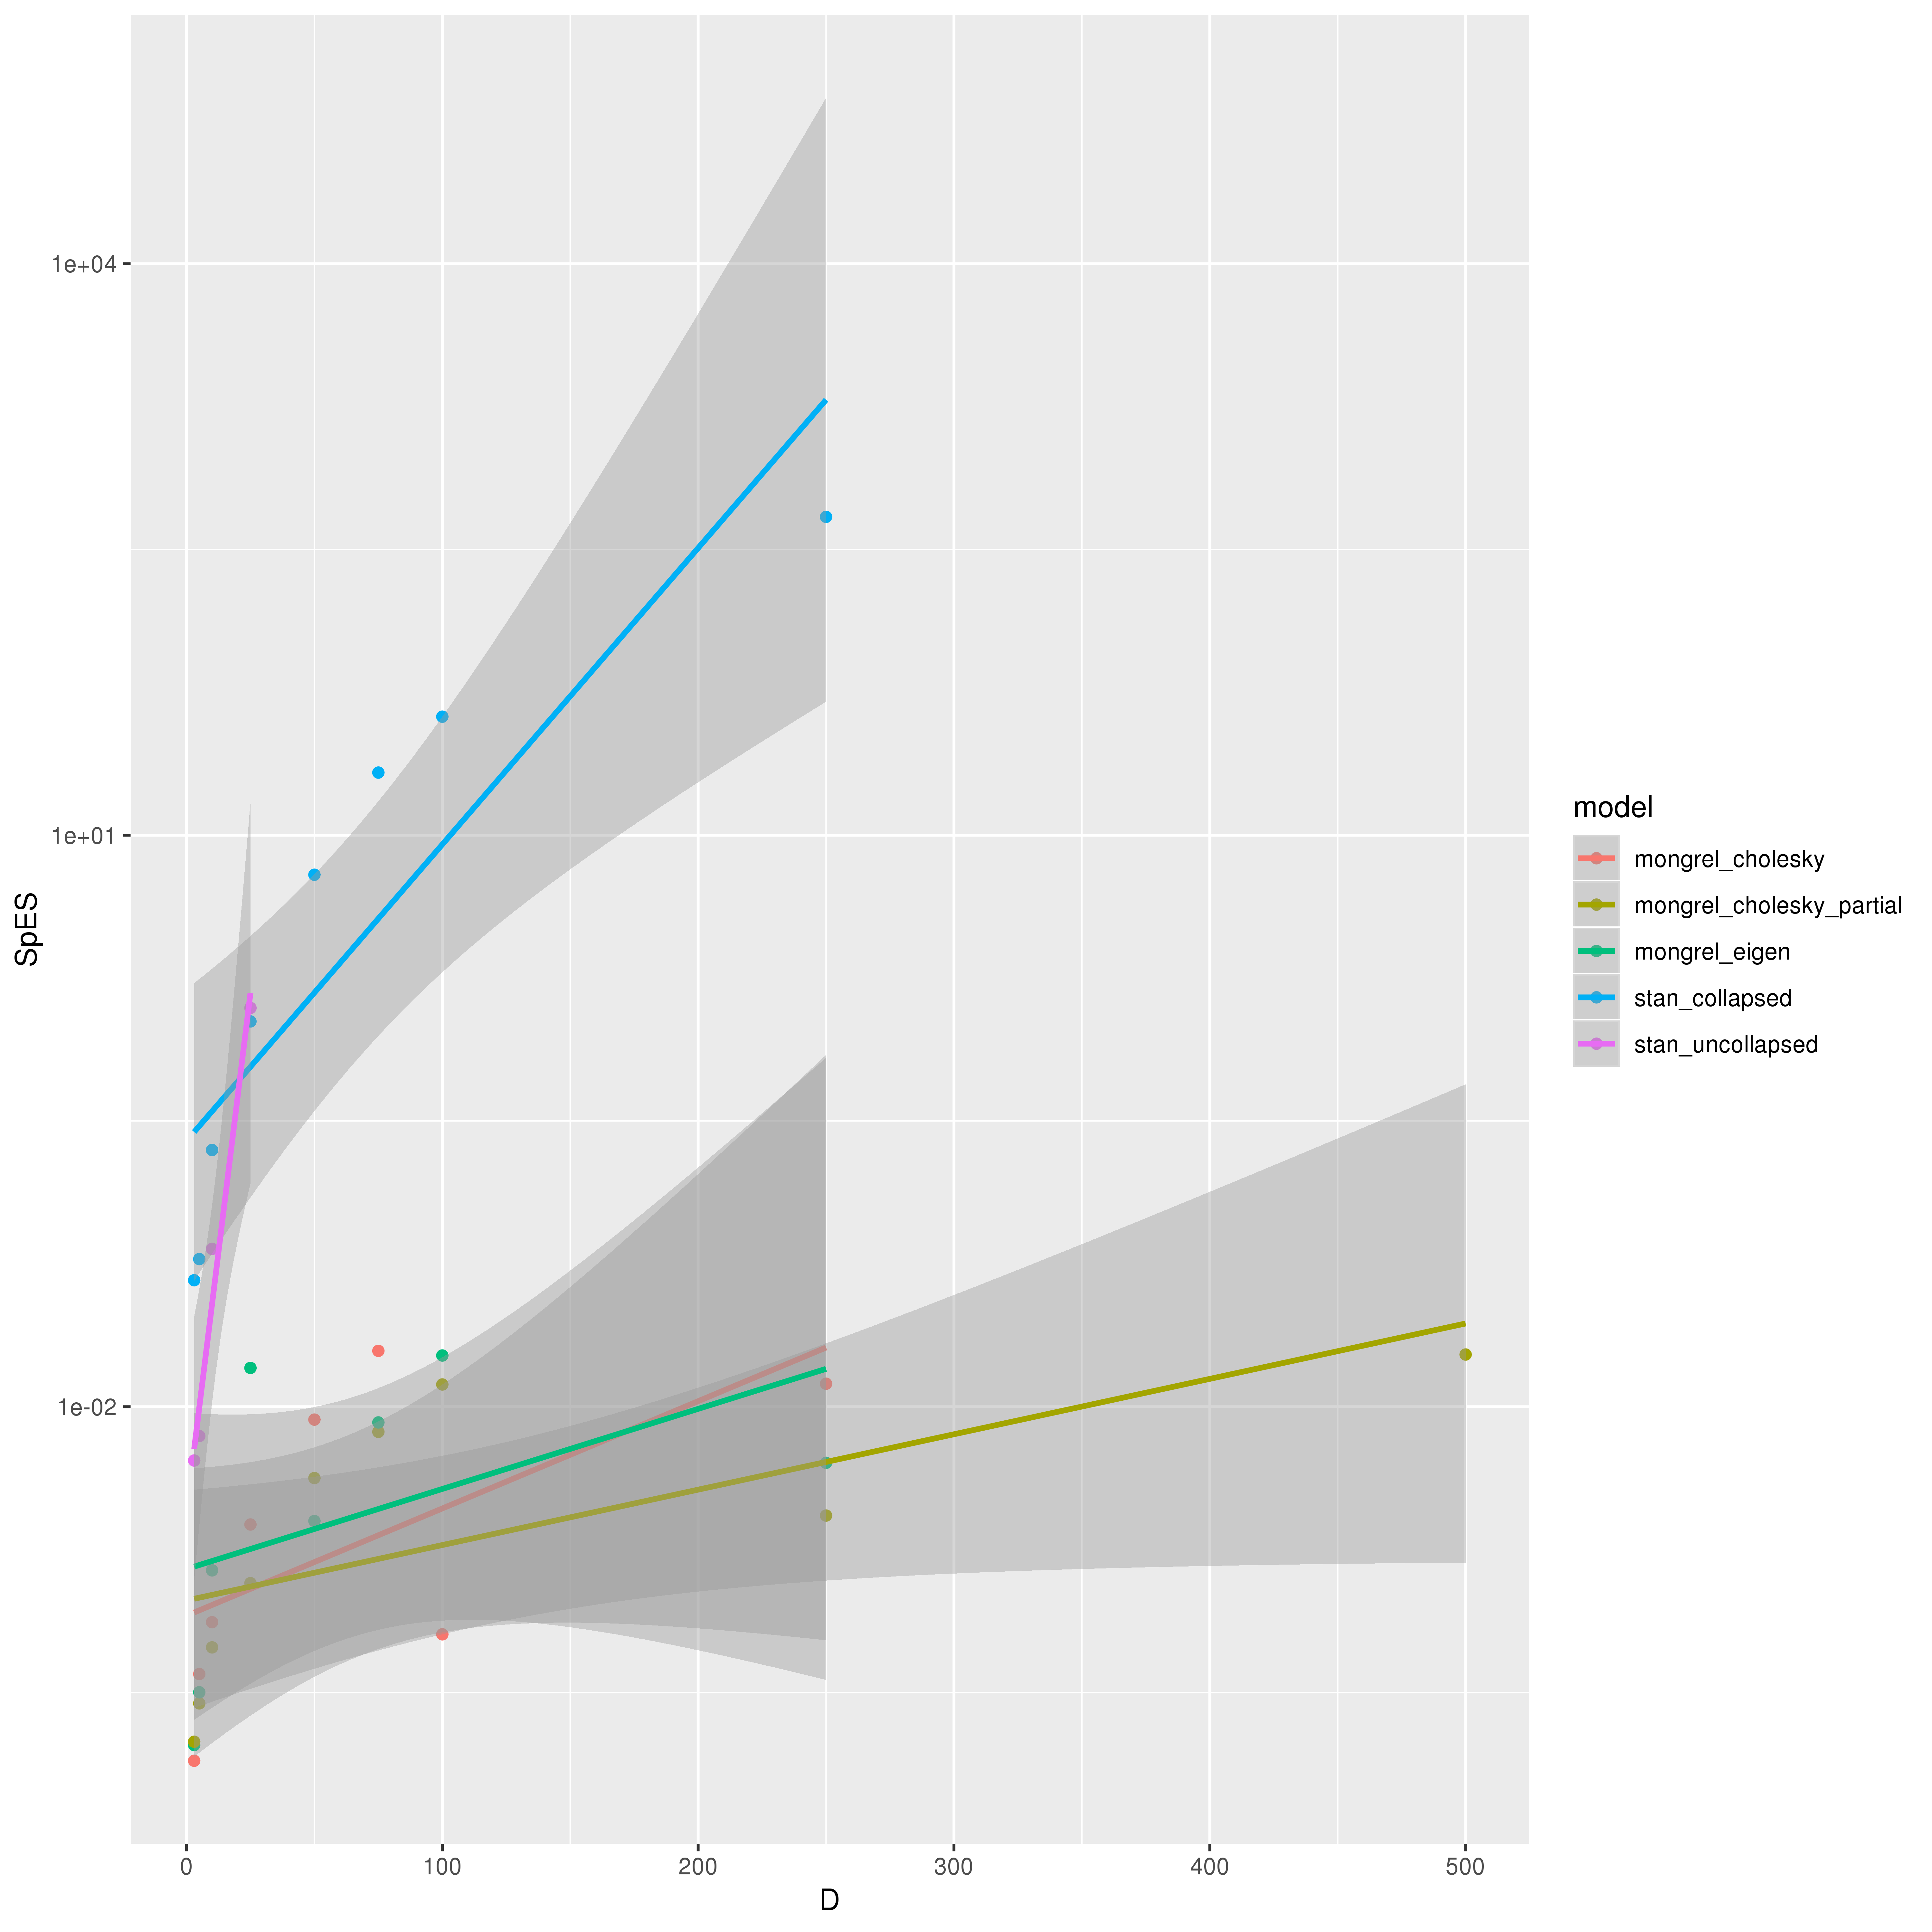 SpES
1e+04
1e+01
1e-02
0 100 200 300 400 500
D
model
mongrel_cholesky
mongrel_cholesky_partial
mongrel_eigen
stan_collapsed
stan_uncollapsed